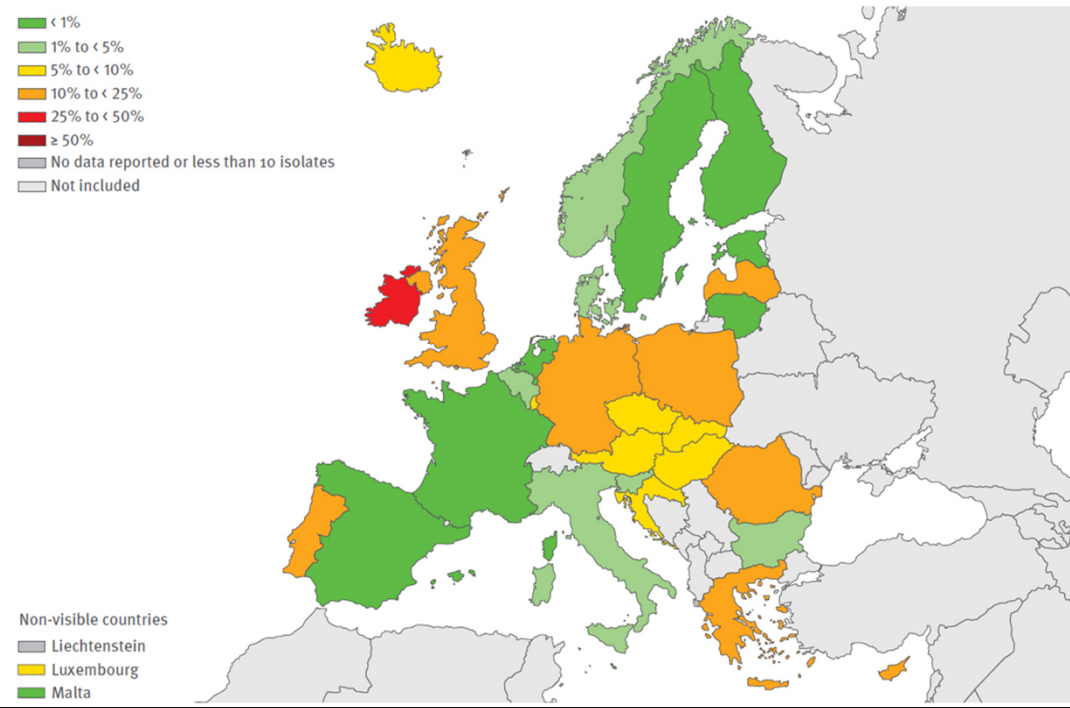 < 1%
1% to < 5%
5% to < 10%
10% to < 25%
25% to < 50%
≥ 50%
No data reported or less than 10 isolates
Not included
Non-visible countries
Liechtenstein
Luxembourg
Malta